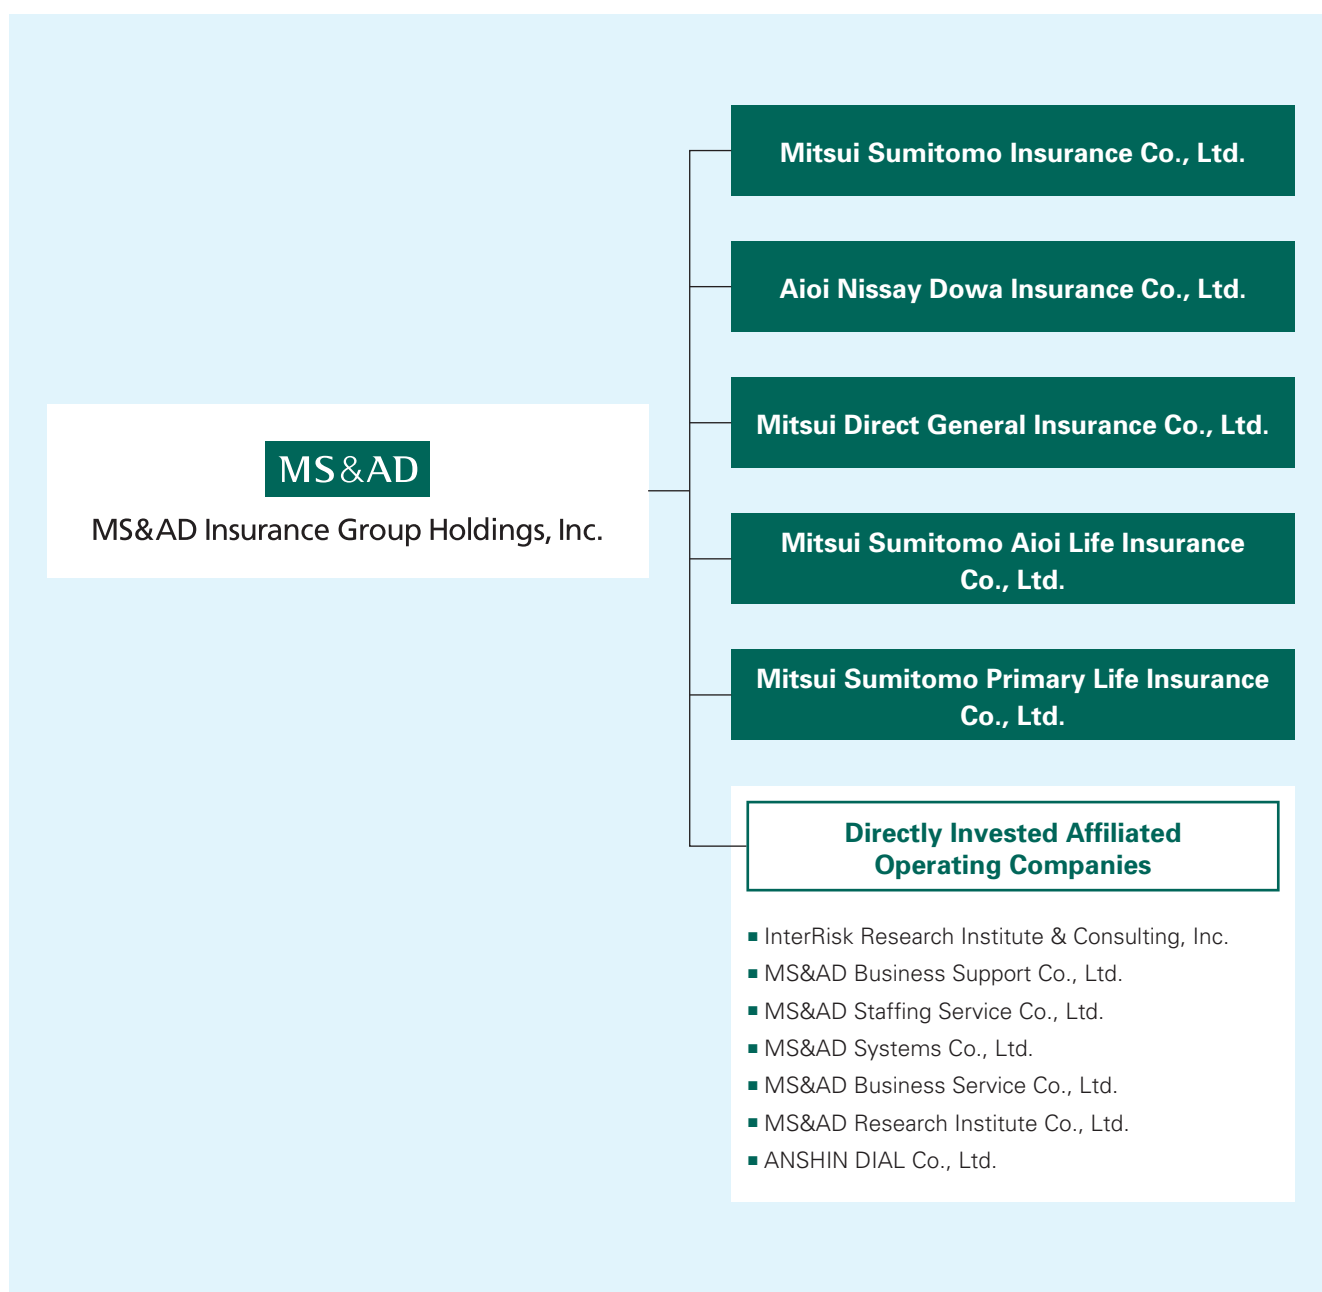 MS&AD
MS&AD Insurance Group Holdings, Inc.
Mitsui Sumitomo Insurance Co., Ltd.
Aioi Nissay Dowa Insurance Co., Ltd.
Mitsui Direct General Insurance Co., Ltd.
Mitsui Sumitomo Aioi Life Insurance
Co., Ltd.
Mitsui Sumitomo Primary Life Insurance
Co., Ltd.
Directly Invested Affiliated
Operating Companies
■ InterRisk Research Institute & Consulting, Inc.
■ MS&AD Business Support Co., Ltd.
■ MS&AD Staffing Service Co., Ltd.
■ MS&AD Systems Co., Ltd.
■ MS&AD Business Service Co., Ltd.
■ MS&AD Research Institute Co., Ltd.
■ ANSHIN DIAL Co., Ltd.